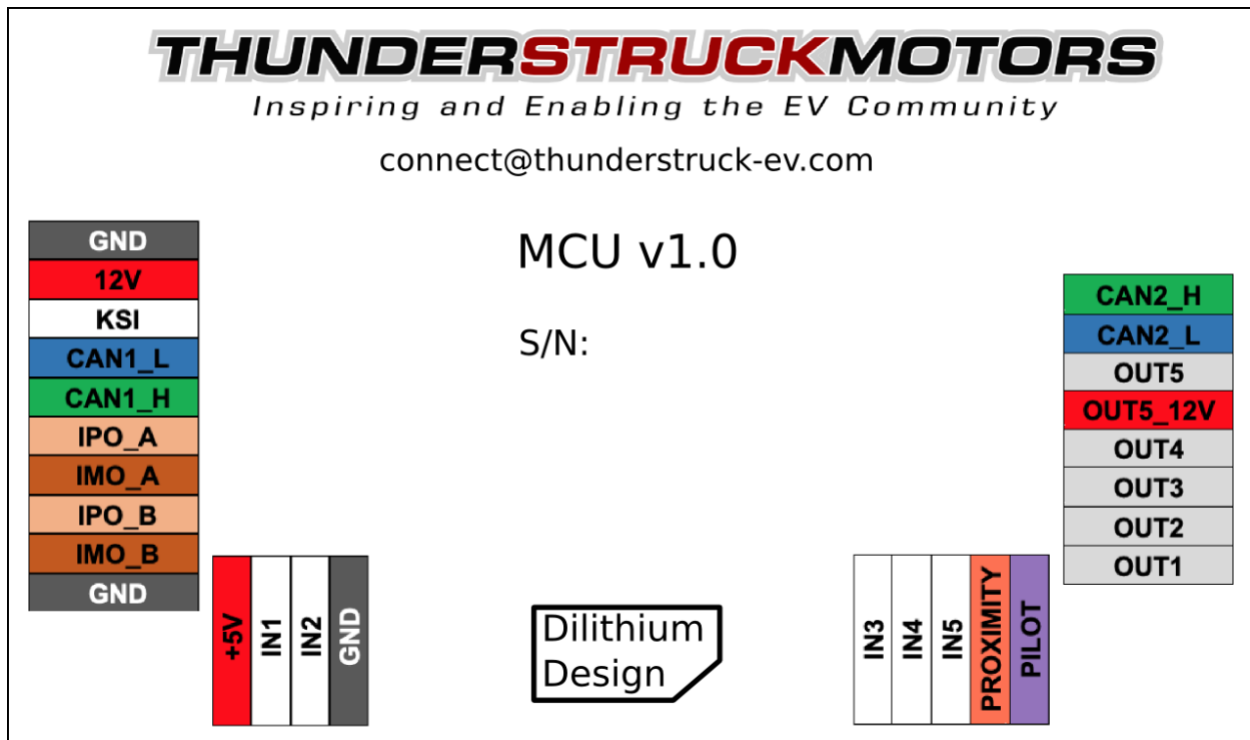 THUNDERSTRUCKMOTORS
Inspiring and Enabling the EV Community
connect@thunderstruck-ev.com
MCU v1.0
S/N:
GND
12V
KSI
CAN1_L
CAN1_H
IPO_A
IMO_A
IPO_B
IMO_B
GND
+5V
IN1
IN2
GND
Dilithium
Design
IN3
IN4
IN5
PROXIMITY
PILOT
CAN2_H
CAN2_L
OUT5
OUT5_12V
OUT4
OUT3
OUT2
OUT1